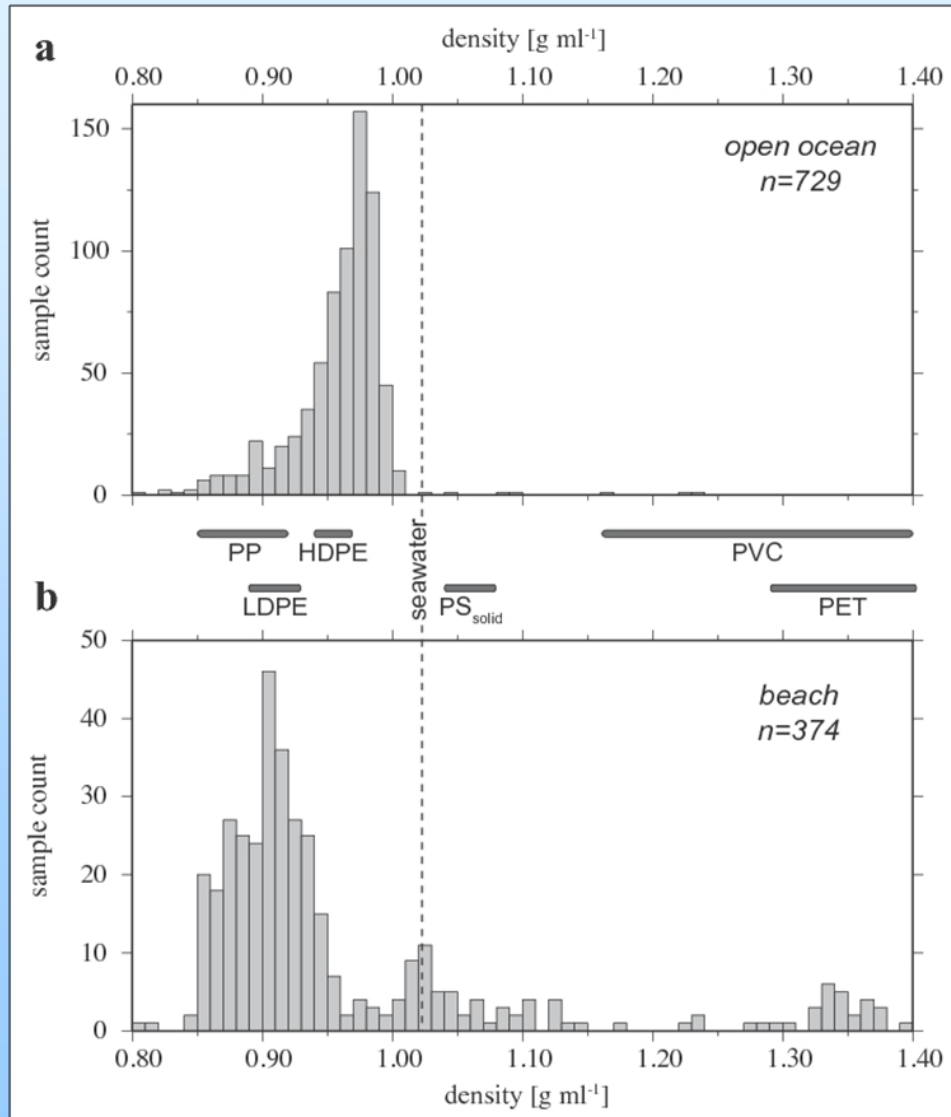 a
density [g ml⁻¹]
0.80 0.90 1.00 1.10 1.20 1.30 1.40
open ocean
n=729
sample count
150
100
50
0
PP HDPE seawater PVC
LDPE PS solid PET
b
beach
n=374
sample count
50
40
30
20
10
0
0.80 0.90 1.00 1.10 1.20 1.30 1.40
density [g ml⁻¹]